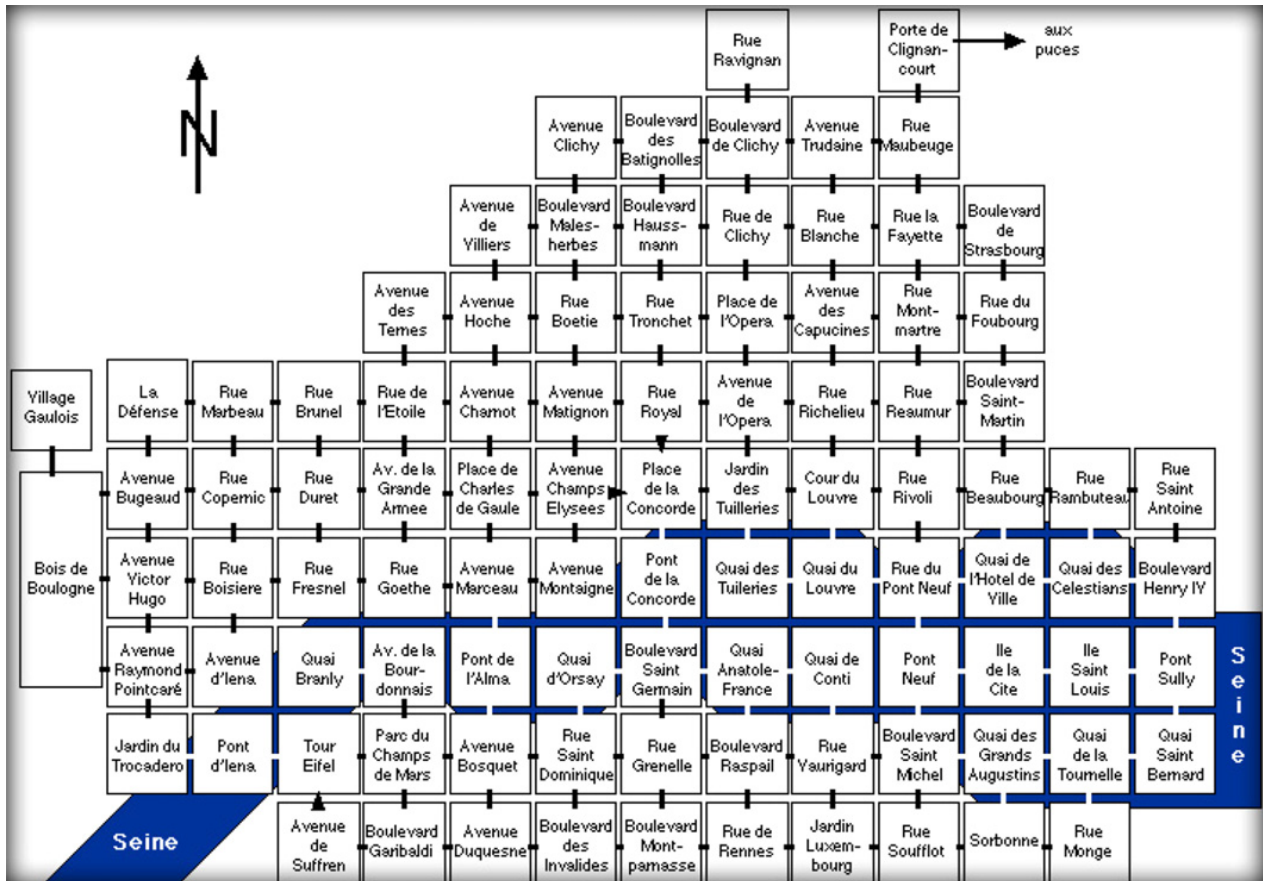 Rue
Ravignan
Porte de
Clignan-
court
aux
puces
N
Avenue
Clichy
Boulevard
des
Batignolles
Boulevard
de Clichy
Avenue
Trudaine
Rue
Maubeuge
Avenue
de
Villiers
Boulevard
Males-
herbes
Boulevard
Hauss-
mann
Rue de
Clichy
Rue
Blanche
Rue la
Fayette
Boulevard
de
Strasbourg
Avenue
des
Ternes
Avenue
Hoche
Rue
Boetie
Rue
Tronchet
Place de
l'Opera
Avenue
des
Capucines
Rue
Mont-
martre
Rue du
Foubourg
Village
Gaulois
La
Défense
Rue
Marbeau
Rue
Brunel
Rue de
l'Etoile
Avenue
Charnot
Avenue
Matignon
Rue
Royal
Avenue
de
l'Opera
Rue
Richelieu
Rue
Reaumur
Boulevard
Saint-
Martin
Avenue
Bugeaud
Rue
Copernic
Rue
Duret
Av. de la
Grande
Armee
Place de
Charles
de Gaule
Avenue
Champs
Elysees
Place
de la
Concorde
Jardin
des
Tuilleries
Cour du
Louvre
Rue
Rivoli
Rue
Beaubourg
Rue
Rambuteau
Rue
Saint
Antoine
Bois de
Boulogne
Avenue
Victor
Hugo
Rue
Boisiere
Rue
Fresnel
Rue
Goethe
Avenue
Marceau
Avenue
Montaigne
Pont
de la
Concorde
Quai des
Tuileries
Quai du
Louvre
Rue du
Pont Neuf
Quai de
l'Hotel de
Ville
Quai des
Celestians
Boulevard
Henry IV
Avenue
Raymond
Pointcaré
Avenue
d'Iena
Quai
Branly
Av. de la
Bour-
donnais
Pont de
l'Alma
Quai
d'Orsay
Boulevard
Saint
Germain
Quai
Anatole-
France
Quai de
Conti
Pont
Neuf
Ile
de la
Cite
Ile
Saint
Louis
Pont
Sully
Seine
Jardin du
Trocadero
Pont
d'Iena
Tour
Eifel
Parc du
Champs
de Mars
Avenue
Bosquet
Rue
Saint
Dominique
Rue
Grenelle
Boulevard
Raspail
Rue
Vaurigard
Boulevard
Saint
Michel
Quai des
Grands
Augustins
Quai
de la
Tournelle
Quai
Saint
Bernard
Seine
Avenue
de
Suffren
Boulevard
Garibaldi
Avenue
Duquesne
Boulevard
des
Invalides
Boulevard
Mont-
parnasse
Rue de
Rennes
Jardin
Luxem-
bourg
Rue
Soufflot
Sorbonne
Rue
Monge